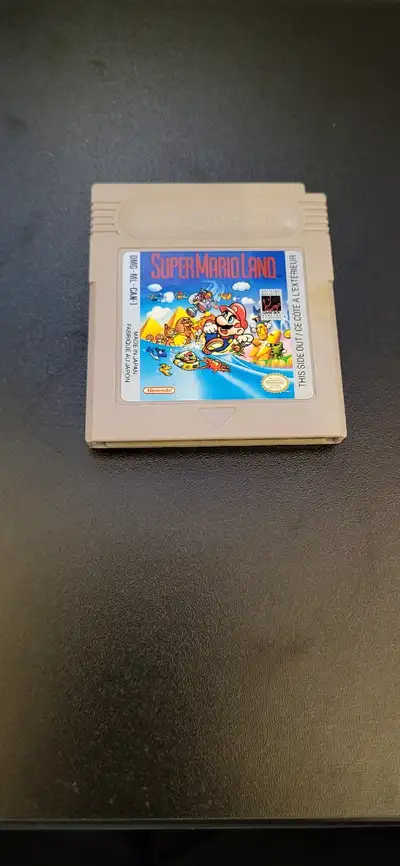 SUPER MARIO LAND
DMG-ML-CAN-1
MADE IN JAPAN
FABRIQUE AU JAPON
THIS SIDE OUT / CE CÔTÉ À L'EXTÉRIEUR
Nintendo